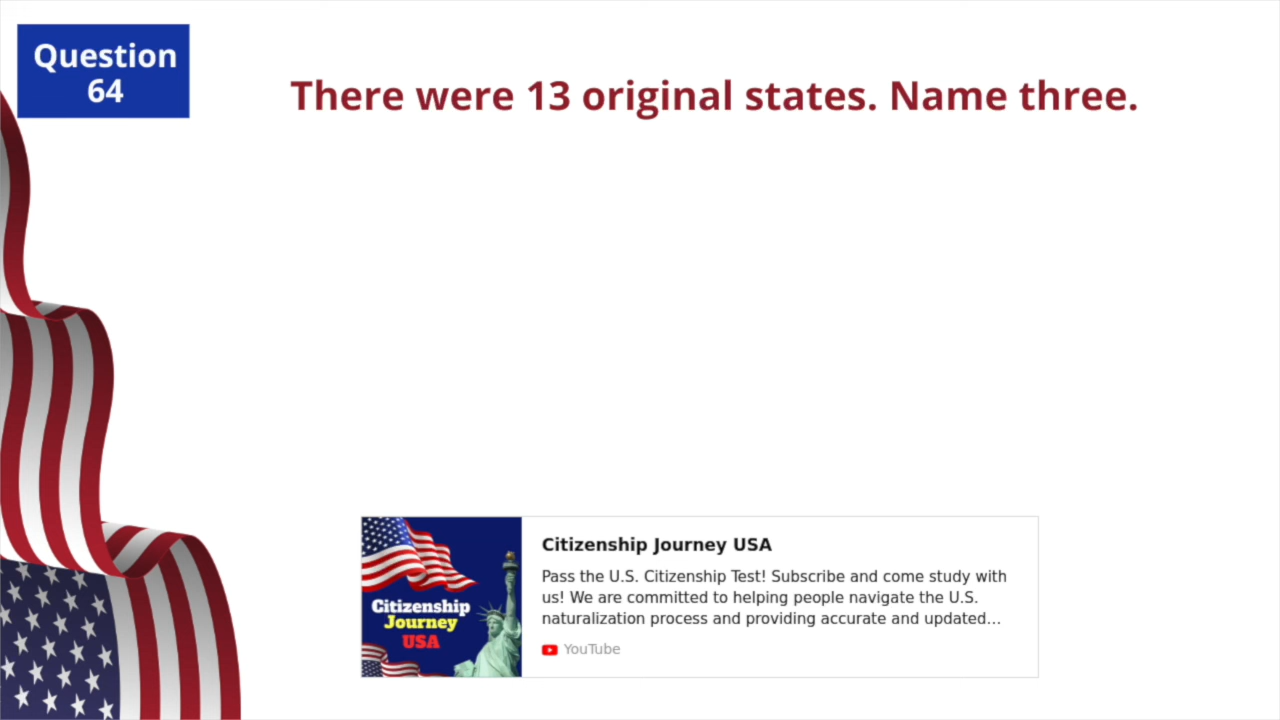 Question
64
There were 13 original states. Name three.
Citizenship Journey USA
Pass the U.S. Citizenship Test! Subscribe and come study with
us! We are committed to helping people navigate the U.S.
naturalization process and providing accurate and updated...
YouTube
Citizenship
Journey
USA